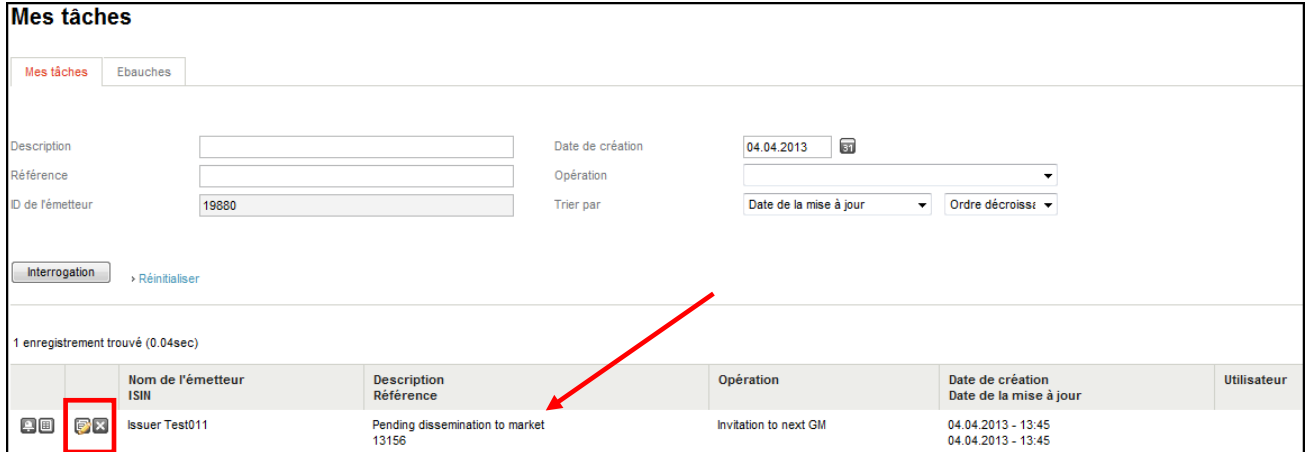 Mes tâches
Mes tâches Ebauches
Description Date de création 04.04.2013 31
Référence Opération
ID de l'émetteur 19880 Trier par Date de la mise à jour Ordre décroissa
Interrogation › Réinitialiser
1 enregistrement trouvé (0.04sec)
Nom de l'émetteur Description Opération Date de création Utilisateur
ISIN Référence Date de la mise à jour
Issuer Test011 Pending dissemination to market Invitation to next GM 04.04.2013 - 13:45
13156 04.04.2013 - 13:45